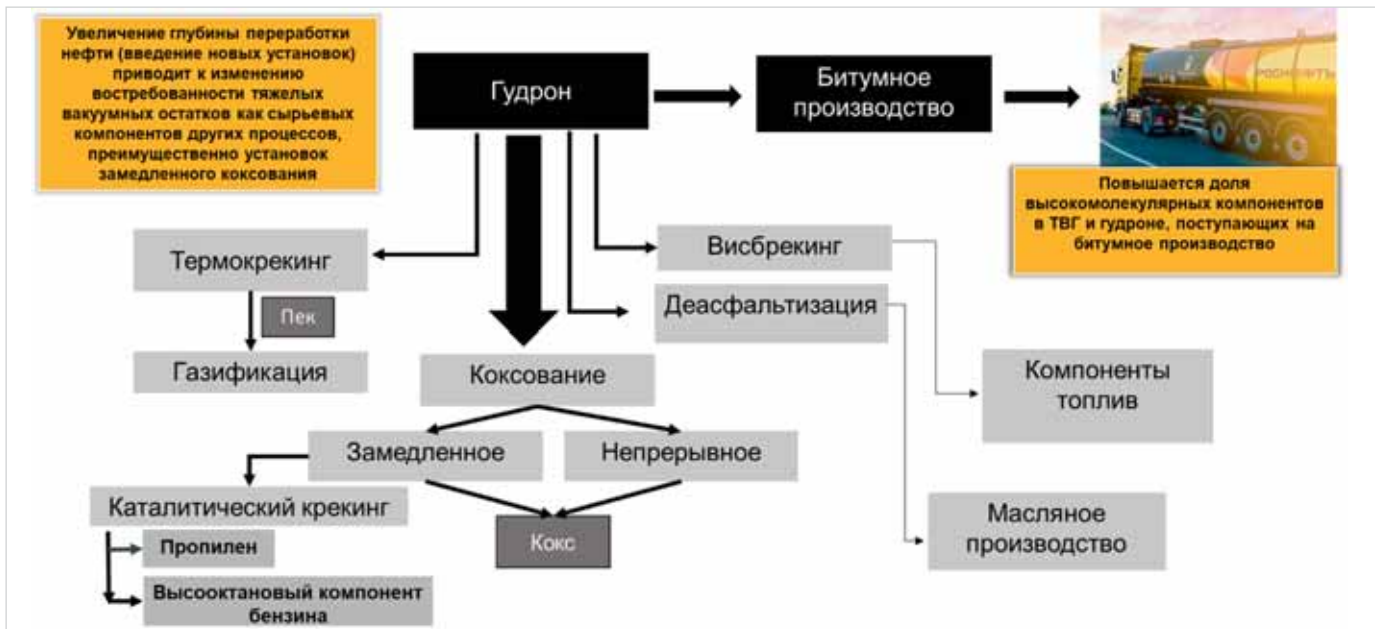 Увеличение глубины переработки
нефти (введение новых установок)
приводит к изменению
востребованности тяжелых
вакуумных остатков как сырьевых
компонентов других процессов,
преимущественно установок
замедленного коксования
Гудрон
Битумное
производство
РОСНЕФТЬ
Повышается доля
высокомолекулярных компонентов
в ТВГ и гудроне, поступающих на
битумное производство
Термокрекинг
Пек
Газификация
Висбрекинг
Деасфальтизация
Коксование
Компоненты
топлив
Замедленное
Непрерывное
Каталитический крекинг
Кокс
Масляное
производство
Пропилен
Высооктановый компонент
бензина